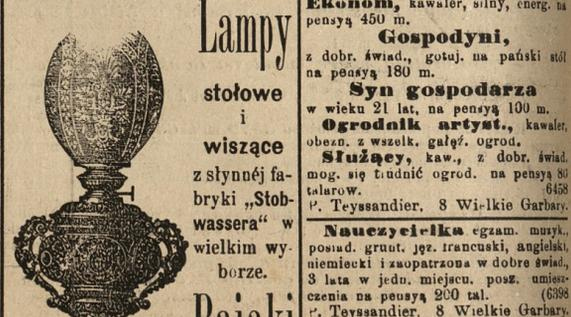 Lampy
stołowe
i
wiszące
z słynnéj fa-
bryki „Stob-
wassera“ w
wielkim wy-
borze.
Pająki
Ekonom, kawaler, silny, energ. na
pensyą 450 m.
Gospodyni,
z dobr. świad., gotuj. na pański stół
na pensyą 180 m.
Syn gospodarza
w wieku 21 lat, na pensyą 100 m.
Ogrodnik artyst., kawaler,
obezn. z wszelk. gałęź. ogrod.
Służący, kaw., z dobr. świad.
mog. się trudnić ogrod. na pensyą 80
talarow. 6458
P. Teyssandier, 8 Wielkie Garbary.
Nauczycielka egzam. muzyk.,
posiad. grunt. jęz. francuski, angielski,
niemiecki i zaopatrzona w dobre świad.,
3 lata w jedn. miejscu. posz. umiesz-
czenia na pensyą 200 tal. (6398
P. Teyssandier, 8 Wielkie Garbary.